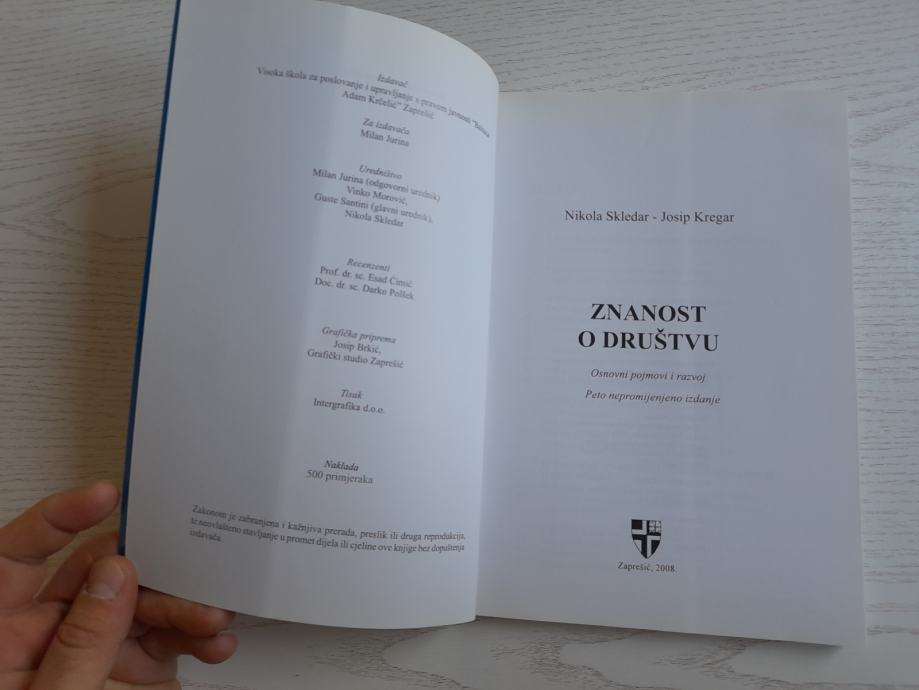 Izdavač
Visoka škola za poslovanje i upravljanje s pravom javnosti "Baltazar
Adam Krčelić" Zaprešić
Za izdavača
Milan Jurina
Uredništvo
Milan Jurina (odgovorni urednik)
Vinko Morović,
Guste Santini (glavni urednik),
Nikola Skledar
Recenzenti
Prof. dr. sc. Esad Ćimić
Doc. dr. sc. Darko Polšek
Grafička priprema
Josip Brkić,
Grafički studio Zaprešić
Tisak
Intergrafika d.o.o.
Naklada
500 primjeraka
Zakonom je zabranjena i kažnjiva prerada, preslik ili druga reprodukcija,
te neovlašteno stavljanje u promet dijela ili cjeline ove knjige bez dopuštenja
izdavača.
Nikola Skledar - Josip Kregar
ZNANOST
O DRUŠTVU
Osnovni pojmovi i razvoj
Peto nepromijenjeno izdanje
Zaprešić, 2008.